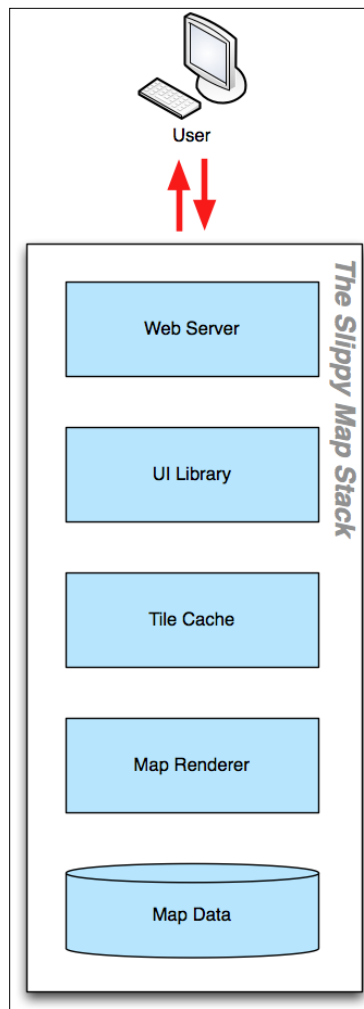 User
The Slippy Map Stack
Web Server
UI Library
Tile Cache
Map Renderer
Map Data